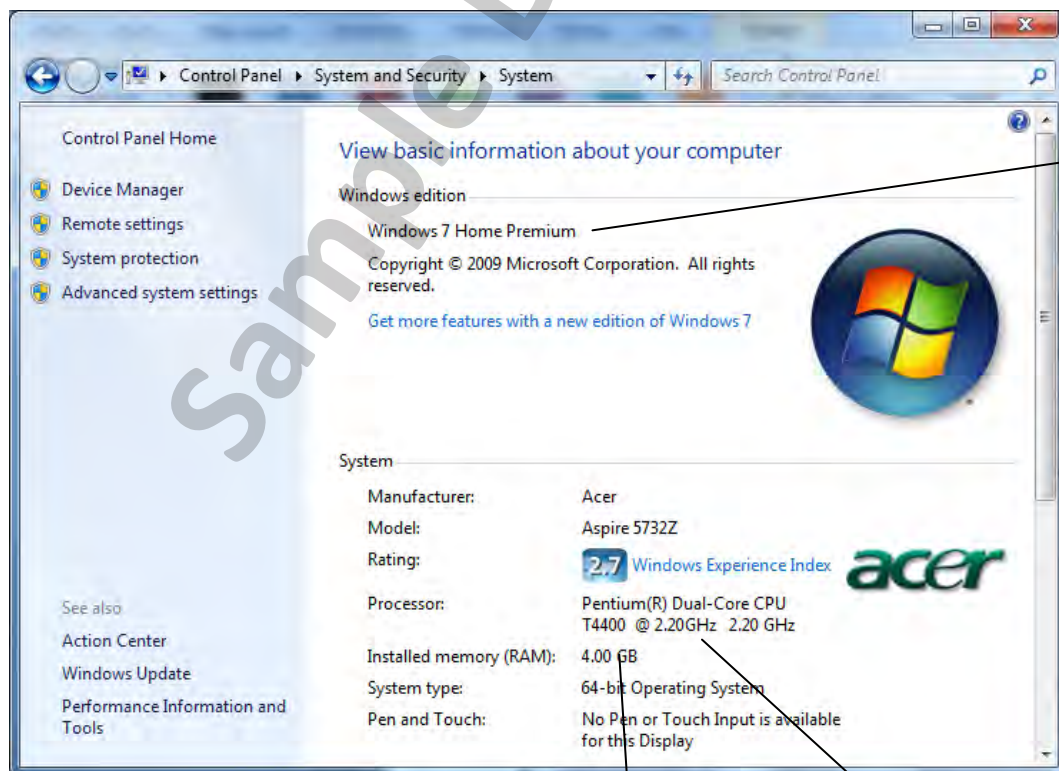 Control Panel ▸ System and Security ▸ System
Search Control Panel
Control Panel Home
Device Manager
Remote settings
System protection
Advanced system settings
See also
Action Center
Windows Update
Performance Information and
Tools
View basic information about your computer
Windows edition
Windows 7 Home Premium
Copyright © 2009 Microsoft Corporation. All rights
reserved.
Get more features with a new edition of Windows 7
System
Manufacturer: Acer
Model: Aspire 5732Z
Rating: 2.7 Windows Experience Index
acer
Processor: Pentium(R) Dual-Core CPU
T4400 @ 2.20GHz 2.20 GHz
Installed memory (RAM): 4.00 GB
System type: 64-bit Operating System
Pen and Touch: No Pen or Touch Input is available
for this Display
Sample